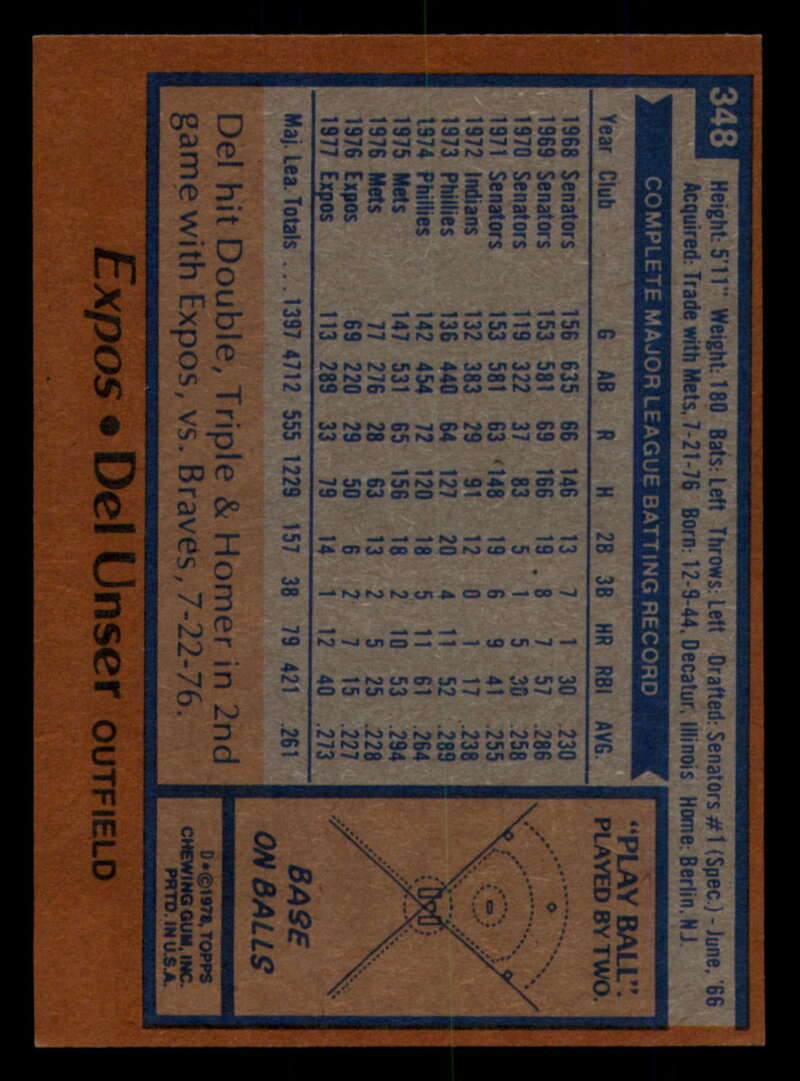 348
Height: 5'11" Weight: 180 Bats: Left Throws: Left Drafted: Senators #1 (Spec.) - June, '66
Acquired: Trade with Mets, 7-21-76 Born: 12-9-44, Decatur, Illinois Home: Berlin, N.J.
COMPLETE MAJOR LEAGUE BATTING RECORD
Year Club G AB R H 2B 3B HR RBI AVG.
1968 Senators 156 635 66 146 13 7 1 30 .230
1969 Senators 153 581 69 166 19 8 7 57 .286
1970 Senators 119 322 37 83 5 1 5 30 .258
1971 Senators 153 581 63 148 19 6 9 41 .255
1972 Indians 132 383 29 91 12 0 1 17 .238
1973 Phillies 136 440 64 127 20 4 11 52 .289
1974 Phillies 142 454 72 120 18 5 11 61 .264
1975 Mets 147 531 65 156 18 2 10 53 .294
1976 Mets 77 276 28 63 13 2 5 25 .228
1976 Expos 69 220 29 50 6 2 7 15 .227
1977 Expos 113 289 33 79 14 1 12 40 .273
Maj. Lea. Totals . . . 1397 4712 555 1229 157 38 79 421 .261
Del hit Double, Triple & Homer in 2nd
game with Expos, vs. Braves, 7-22-76.
"PLAY BALL":
PLAYED BY TWO.
BASE
ON BALLS
D*©1978, TOPPS
CHEWING GUM, INC.
PRTD. IN U.S.A.
Expos • Del Unser OUTFIELD